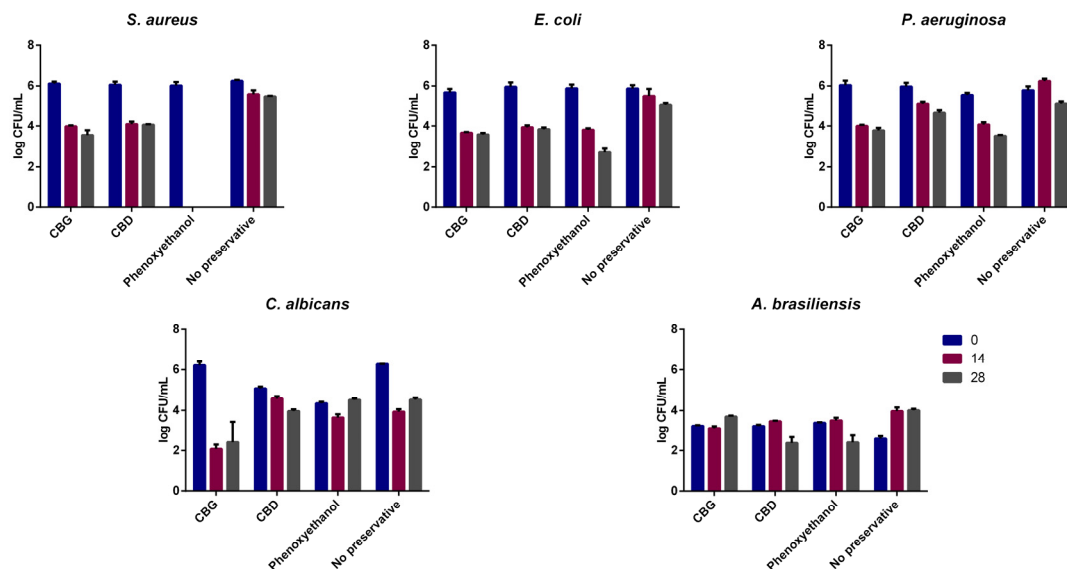 S. aureus
8
6
4
2
0
log CFU/mL
CBG
CBD
Phenoxyethanol
No preservative
E. coli
8
6
4
2
0
log CFU/mL
CBG
CBD
Phenoxyethanol
No preservative
P. aeruginosa
8
6
4
2
0
log CFU/mL
CBG
CBD
Phenoxyethanol
No preservative
C. albicans
8
6
4
2
0
log CFU/mL
CBG
CBD
Phenoxyethanol
No preservative
A. brasiliensis
8
6
4
2
0
log CFU/mL
CBG
CBD
Phenoxyethanol
No preservative
0
14
28